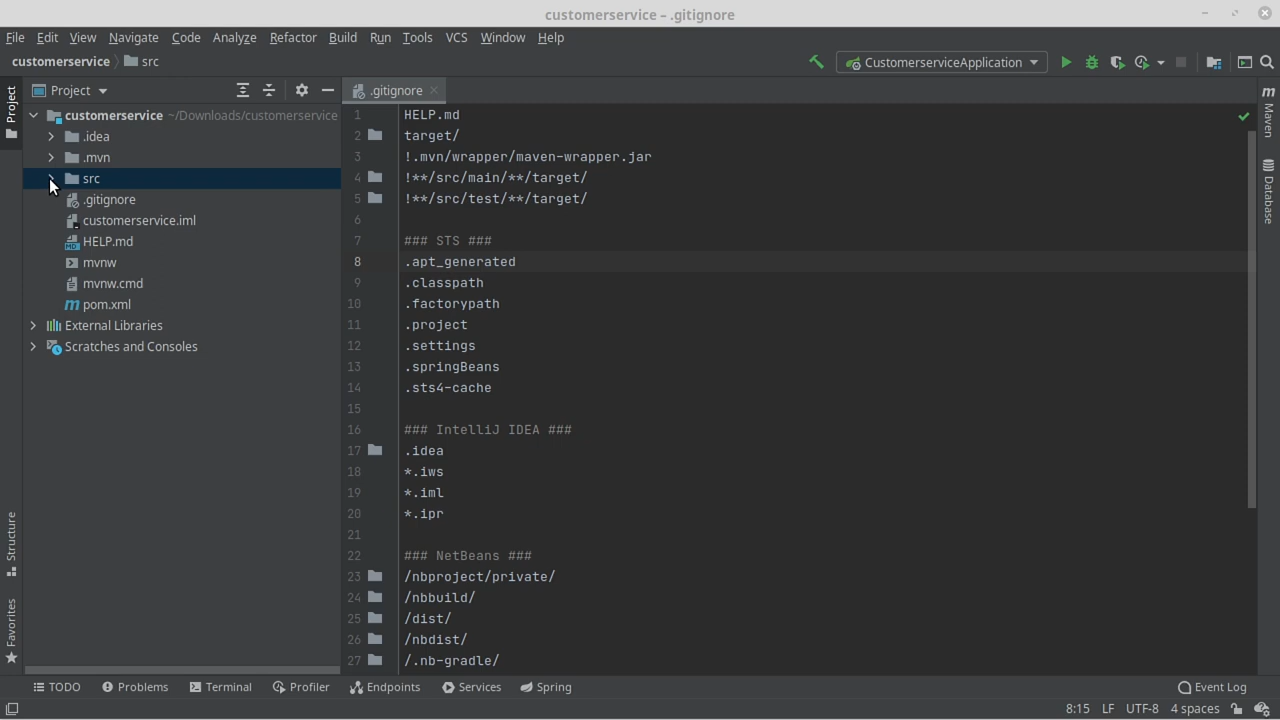 customerservice – .gitignore
File Edit View Navigate Code Analyze Refactor Build Run Tools VCS Window Help
customerservice src
CustomerserviceApplication
Project
Project
.gitignore
customerservice ~/Downloads/customerservice
.idea
.mvn
src
.gitignore
customerservice.iml
HELP.md
mvnw
mvnw.cmd
pom.xml
External Libraries
Scratches and Consoles
1 HELP.md
2 target/
3 !.mvn/wrapper/maven-wrapper.jar
4 !**/src/main/**/target/
5 !**/src/test/**/target/
6
7 ### STS ###
8 .apt_generated
9 .classpath
10 .factorypath
11 .project
12 .settings
13 .springBeans
14 .sts4-cache
15
16 ### IntelliJ IDEA ###
17 .idea
18 *.iws
19 *.iml
20 *.ipr
21
22 ### NetBeans ###
23 /nbproject/private/
24 /nbbuild/
25 /dist/
26 /nbdist/
27 /.nb-gradle/
Maven
Database
Structure
Favorites
TODO Problems Terminal Profiler Endpoints Services Spring Event Log
8:15 LF UTF-8 4 spaces